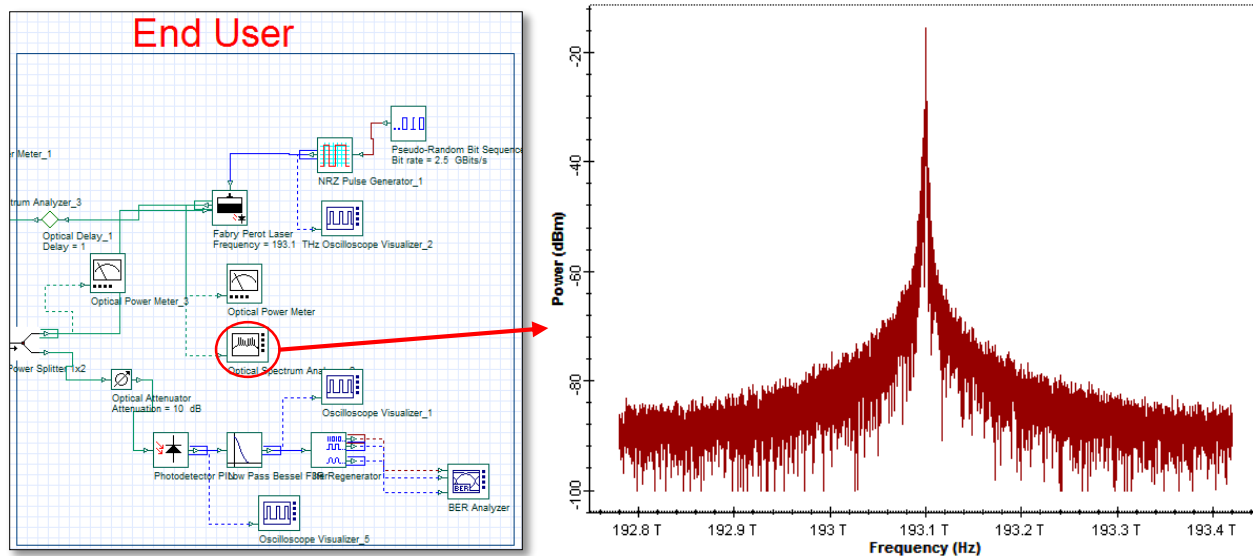 End User
r Meter_1
Pseudo-Random Bit Sequence
Bit rate = 2.5 GBits/s
NRZ Pulse Generator_1
trum Analyzer_3
Optical Delay_1
Delay = 1
Fabry Perot Laser
Frequency = 193.1 THz
Oscilloscope Visualizer_2
Optical Power Meter_3
Optical Power Meter
Power Splitter 1x2
Optical Spectrum
Optical Attenuator
Attenuation = 10 dB
Oscilloscope Visualizer_1
Photodetector
Low Pass Bessel
Regenerator
BER
BER Analyzer
Oscilloscope Visualizer_5
Power (dBm)
-20
-40
-60
-80
-100
192.8 T
192.9 T
193 T
193.1 T
193.2 T
193.3 T
193.4 T
Frequency (Hz)